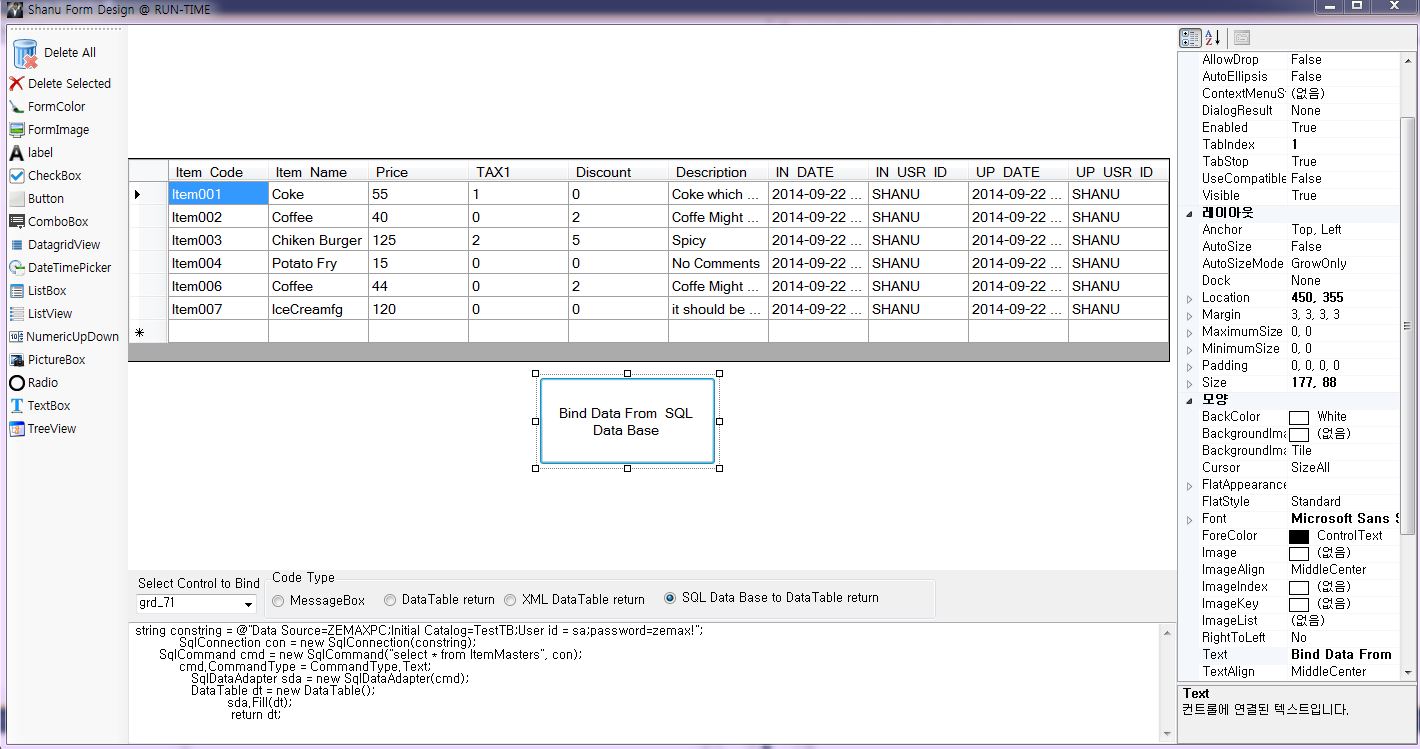 Shanu Form Design @ RUN-TIME
Delete All
Delete Selected
FormColor
FormImage
label
CheckBox
Button
ComboBox
DatagridView
DateTimePicker
ListBox
ListView
NumericUpDown
PictureBox
Radio
TextBox
TreeView
Item_Code Item_Name Price TAX1 Discount Description IN_DATE IN_USR_ID UP_DATE UP_USR_ID
Item001 Coke 55 1 0 Coke which ... 2014-09-22 ... SHANU 2014-09-22 ... SHANU
Item002 Coffee 40 0 2 Coffe Might ... 2014-09-22 ... SHANU 2014-09-22 ... SHANU
Item003 Chiken Burger 125 2 5 Spicy 2014-09-22 ... SHANU 2014-09-22 ... SHANU
Item004 Potato Fry 15 0 0 No Comments 2014-09-22 ... SHANU 2014-09-22 ... SHANU
Item006 Coffee 44 0 2 Coffe Might ... 2014-09-22 ... SHANU 2014-09-22 ... SHANU
Item007 IceCreamfg 120 0 0 it should be ... 2014-09-22 ... SHANU 2014-09-22 ... SHANU
Bind Data From SQL
Data Base
Select Control to Bind
grd_71
Code Type
MessageBox
DataTable return
XML DataTable return
SQL Data Base to DataTable return
string constring = @"Data Source=ZEMAXPC;Initial Catalog=TestTB;User id = sa;password=zemax!";
SqlConnection con = new SqlConnection(constring);
SqlCommand cmd = new SqlCommand("select * from ItemMasters", con);
cmd.CommandType = CommandType.Text;
SqlDataAdapter sda = new SqlDataAdapter(cmd);
DataTable dt = new DataTable();
sda.Fill(dt);
return dt;
AllowDrop False
AutoEllipsis False
ContextMenuS (없음)
DialogResult None
Enabled True
TabIndex 1
TabStop True
UseCompatible False
Visible True
레이아웃
Anchor Top, Left
AutoSize False
AutoSizeMode GrowOnly
Dock None
Location 450, 355
Margin 3, 3, 3, 3
MaximumSize 0, 0
MinimumSize 0, 0
Padding 0, 0, 0, 0
Size 177, 88
모양
BackColor White
BackgroundIma (없음)
BackgroundIma Tile
Cursor SizeAll
FlatAppearance
FlatStyle Standard
Font Microsoft Sans S
ForeColor ControlText
Image (없음)
ImageAlign MiddleCenter
ImageIndex (없음)
ImageKey (없음)
ImageList (없음)
RightToLeft No
Text Bind Data From
TextAlign MiddleCenter
Text
컨트롤에 연결된 텍스트입니다.